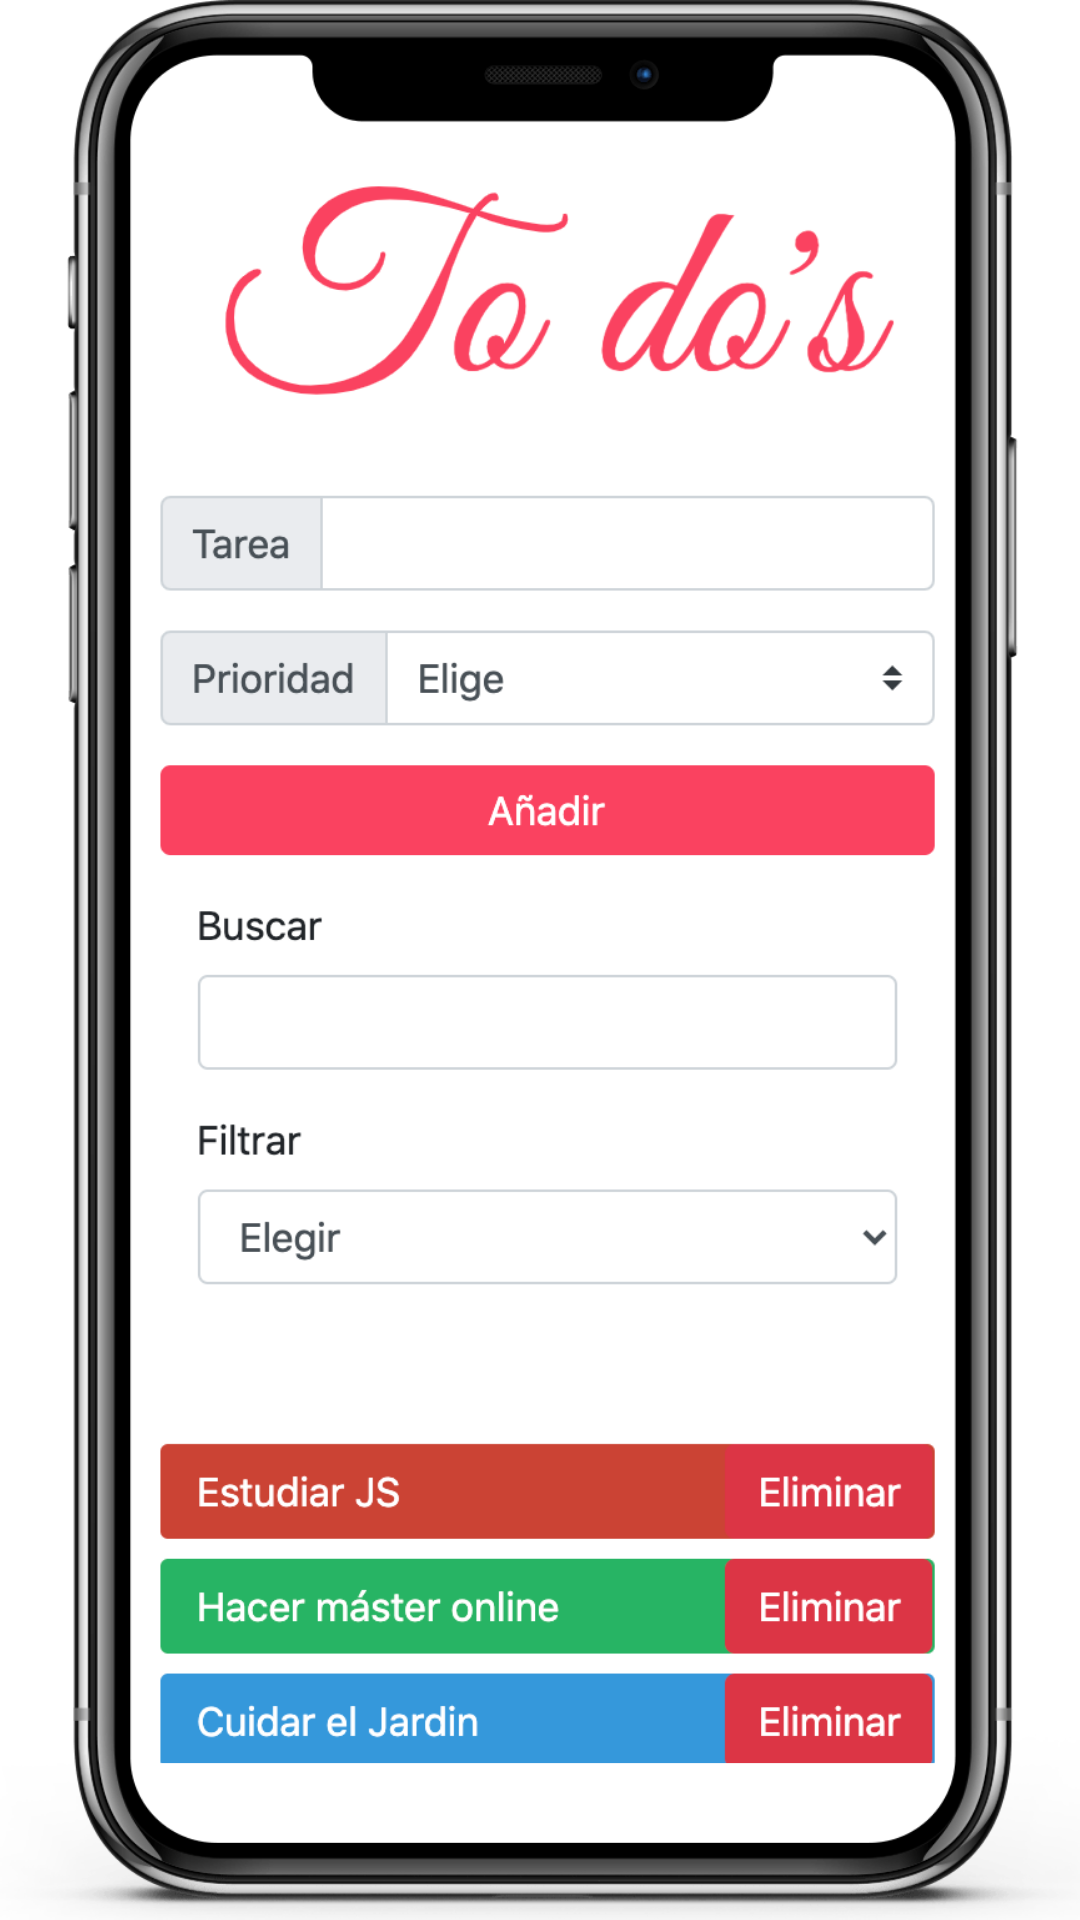 To do's
Tarea
Prioridad Elige
Añadir
Buscar
Filtrar
Elegir
Estudiar JS Eliminar
Hacer máster online Eliminar
Cuidar el Jardin Eliminar